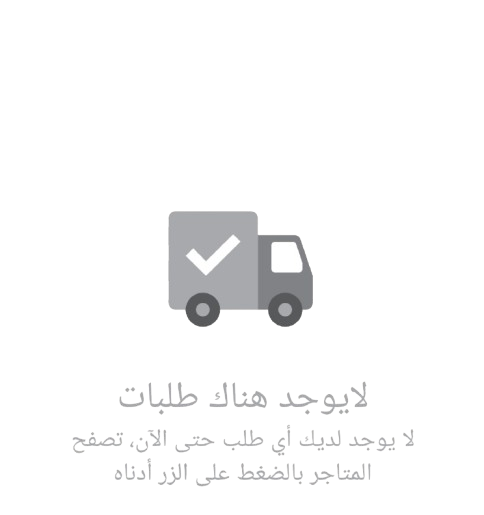 لايوجد هناك طلبات
لا يوجد لديك أي طلب حتى الآن، تصفح
المتاجر بالضغط على الزر أدناه